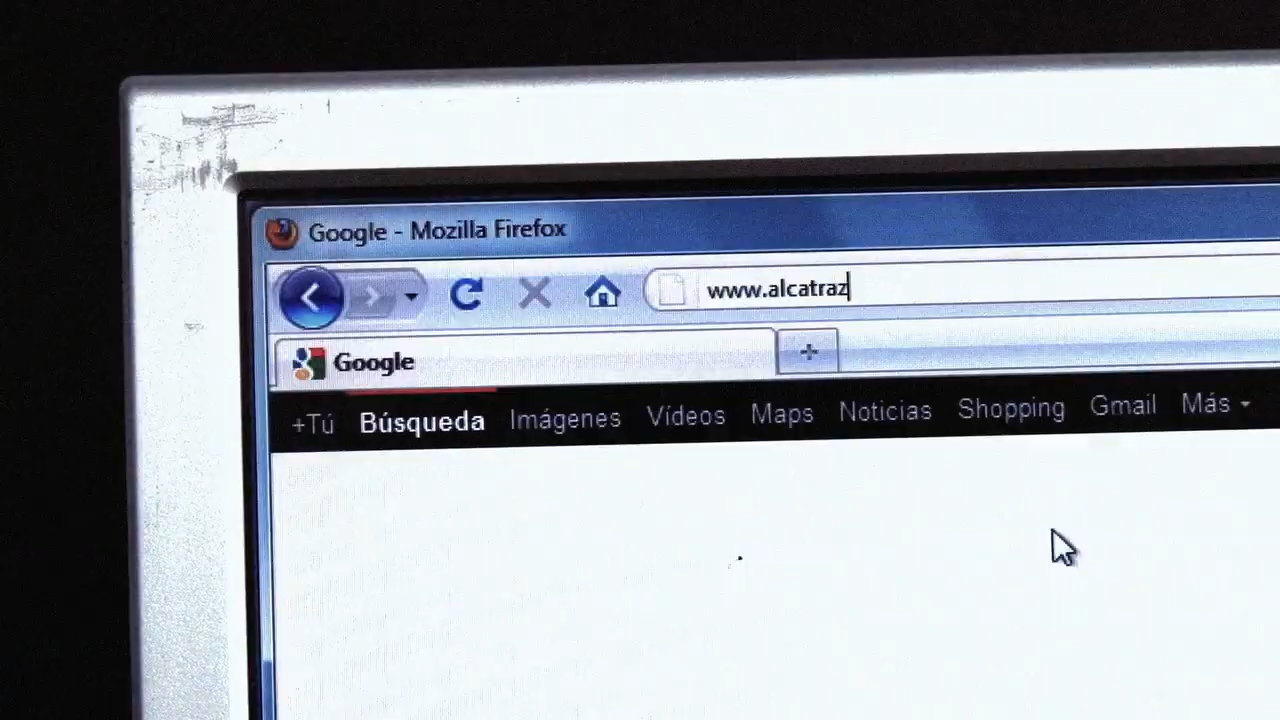 Google - Mozilla Firefox
www.alcatraz
Google
+Tú Búsqueda Imágenes Vídeos Maps Noticias Shopping Gmail Más